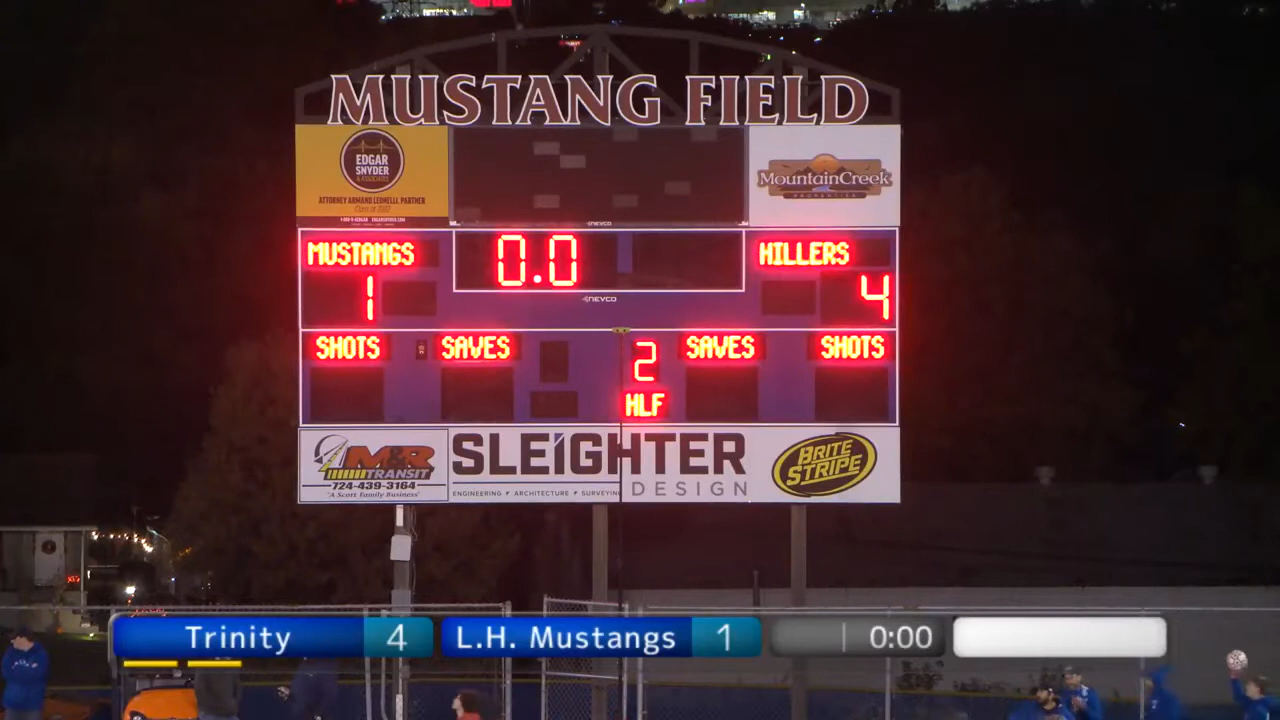 MUSTANG FIELD
EDGAR
SNYDER
& ASSOCIATES
ATTORNEY ARMAND LEONELLI, PARTNER
MountainCreek
PROPERTIES
NEVCO
MUSTANGS
0.0
HILLERS
1
4
NEVCO
SHOTS
SAVES
2
SAVES
SHOTS
HLF
M&R
TRANSIT
724-439-3164
"A Scott Family Business"
SLEIGHTER
ENGINEERING ARCHITECTURE SURVEYING
DESIGN
BRITE
STRIPE
Trinity 4 L.H. Mustangs 1 0:00